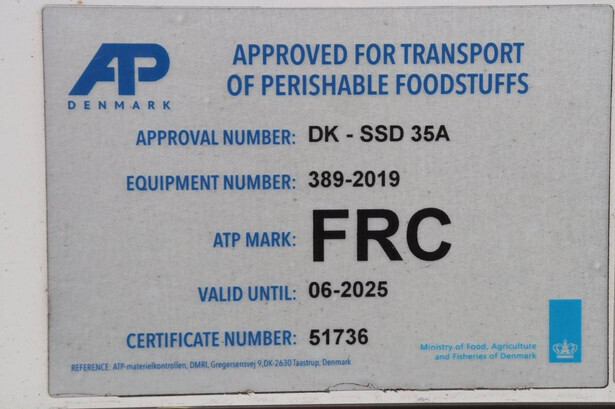 ATP
DENMARK
APPROVED FOR TRANSPORT
OF PERISHABLE FOODSTUFFS
APPROVAL NUMBER: DK - SSD 35A
EQUIPMENT NUMBER: 389-2019
ATP MARK: FRC
VALID UNTIL: 06-2025
CERTIFICATE NUMBER: 51736
REFERENCE: ATP-materielkontrollen, DMRI, Gregersensvej 9, DK-2630 Taastrup, Denmark
Ministry of Food, Agriculture
and Fisheries of Denmark